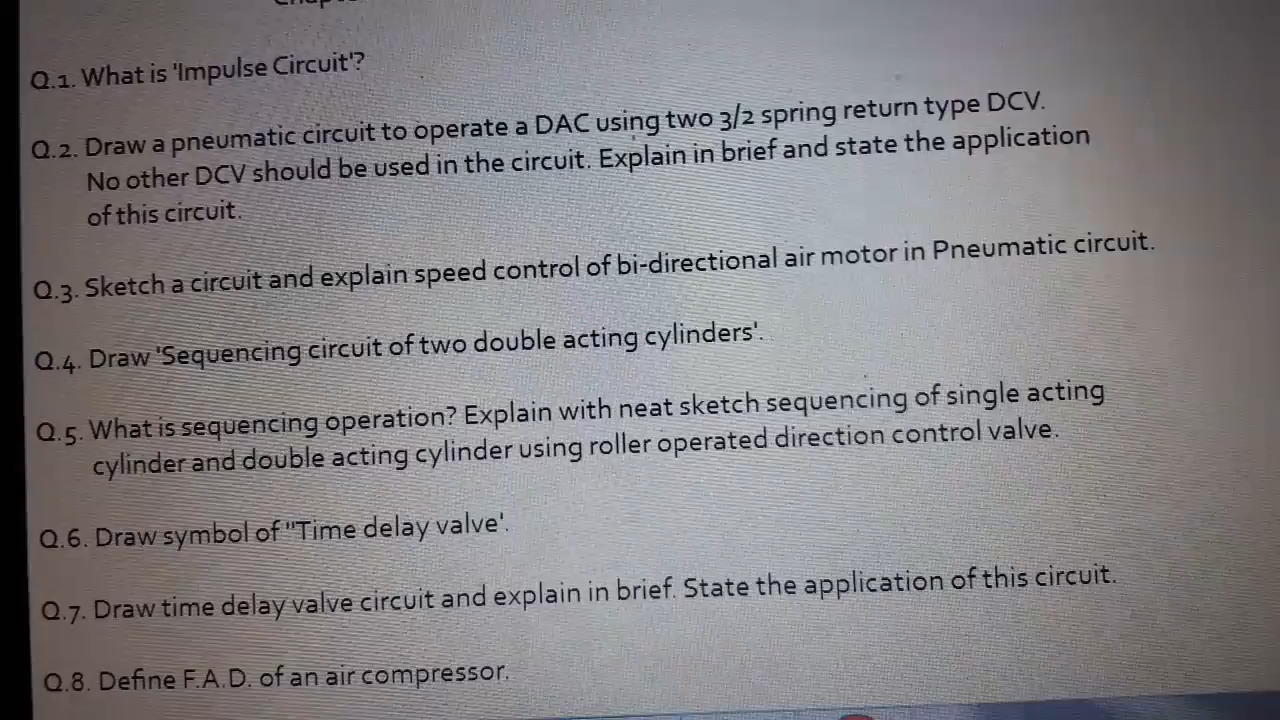 Q.1. What is 'Impulse Circuit'?
Q.2. Draw a pneumatic circuit to operate a DAC using two 3/2 spring return type DCV.
No other DCV should be used in the circuit. Explain in brief and state the application
of this circuit.
Q.3. Sketch a circuit and explain speed control of bi-directional air motor in Pneumatic circuit.
Q.4. Draw 'Sequencing circuit of two double acting cylinders'.
Q.5. What is sequencing operation? Explain with neat sketch sequencing of single acting
cylinder and double acting cylinder using roller operated direction control valve.
Q.6. Draw symbol of "Time delay valve'.
Q.7. Draw time delay valve circuit and explain in brief. State the application of this circuit.
Q.8. Define F.A.D. of an air compressor.